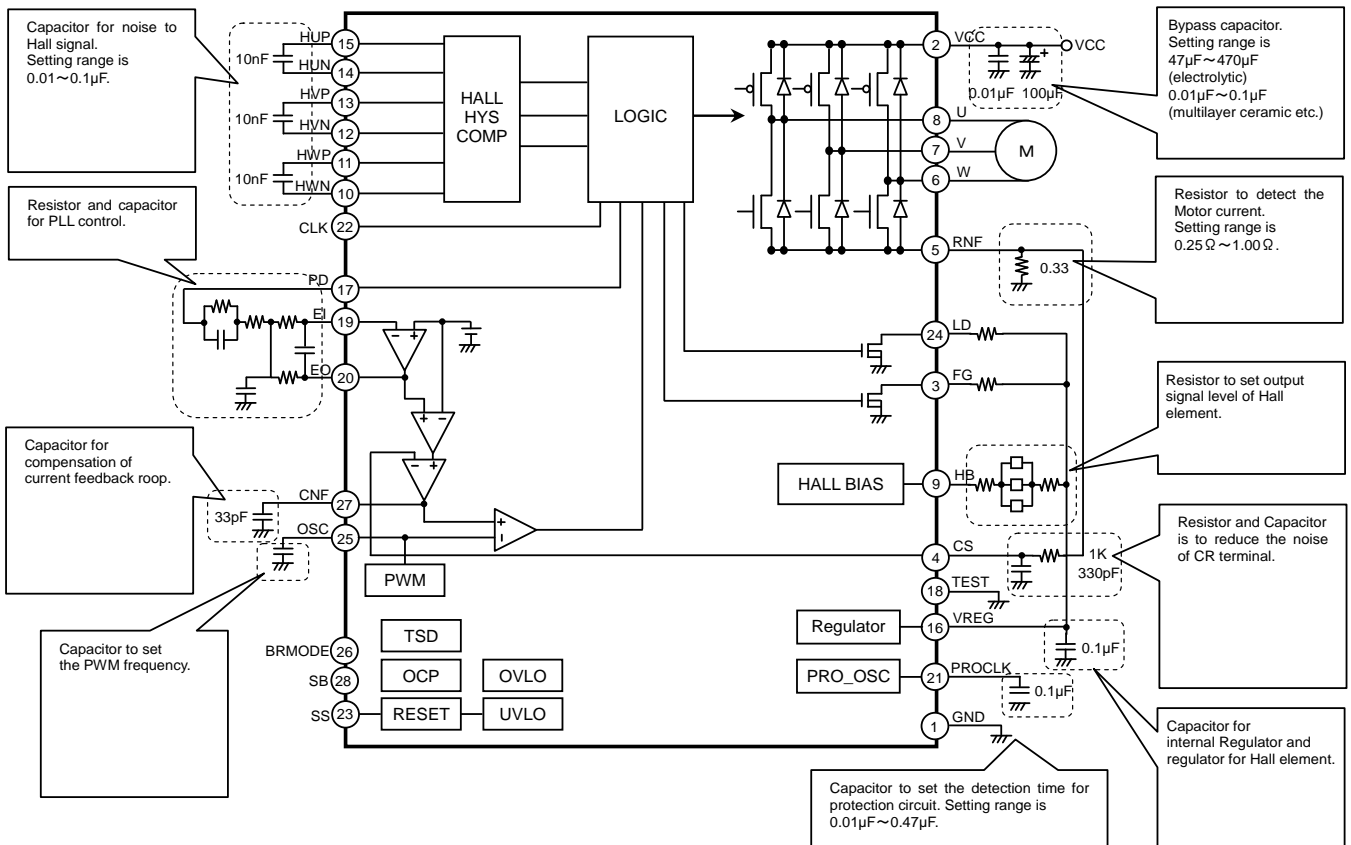 Capacitor for noise to
Hall signal.
Setting range is
0.01～0.1µF.
Resistor and capacitor
for PLL control.
Capacitor for
compensation of
current feedback roop.
Capacitor to set
the PWM frequency.
10nF
10nF
10nF
33pF
HUP
15
HUN
14
HVP
13
HVN
12
HWP
11
HWN
10
CLK
22
PD
17
EI
19
EO
20
CNF
27
OSC
25
BRMODE
26
SB
28
SS
23
HALL
HYS
COMP
LOGIC
PWM
TSD
OCP
OVLO
RESET
UVLO
HALL BIAS
Regulator
PRO_OSC
2
VCC
VCC
0.01µF
100µF
+
8
U
7
V
6
W
M
5
RNF
0.33
24
LD
3
FG
9
HB
4
CS
1K
330pF
18
TEST
16
VREG
0.1µF
21
PROCLK
0.1µF
1
GND
−
+
+
−
−
+
+
−
Bypass capacitor.
Setting range is
47µF～470µF
(electrolytic)
0.01µF～0.1µF
(multilayer ceramic etc.)
Resistor to detect the
Motor current.
Setting range is
0.25Ω～1.00Ω.
Resistor to set output
signal level of Hall
element.
Resistor and Capacitor
is to reduce the noise
of CR terminal.
Capacitor for
internal Regulator and
regulator for Hall element.
Capacitor to set the detection time for
protection circuit. Setting range is
0.01µF～0.47µF.